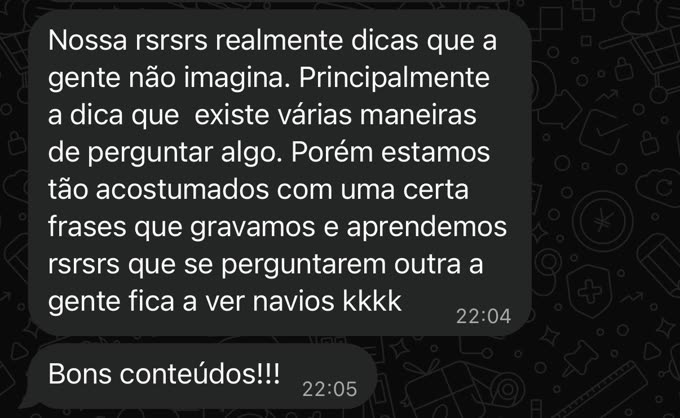 Nossa rsrsrs realmente dicas que a
gente não imagina. Principalmente
a dica que  existe várias maneiras
de perguntar algo. Porém estamos
tão acostumados com uma certa
frases que gravamos e aprendemos
rsrsrs que se perguntarem outra a
gente fica a ver navios kkkk
22:04
Bons conteúdos!!!
22:05